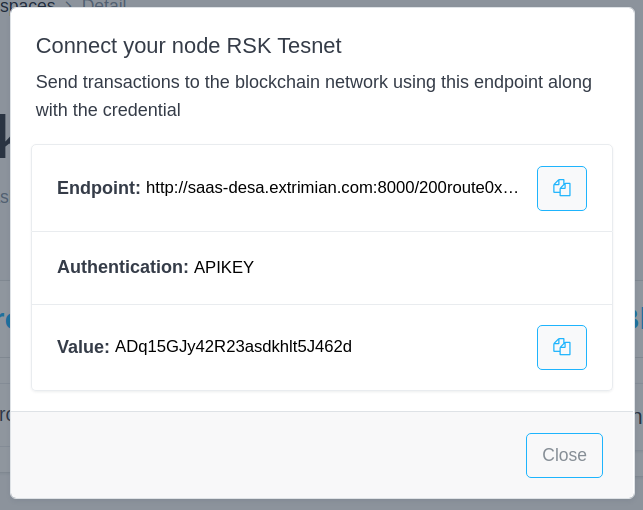 spaces > Detail
Connect your node RSK Tesnet
Send transactions to the blockchain network using this endpoint along
with the credential
Endpoint: http://saas-desa.extrimian.com:8000/200route0x…
Authentication: APIKEY
Value: ADq15GJy42R23asdkhlt5J462d
Close